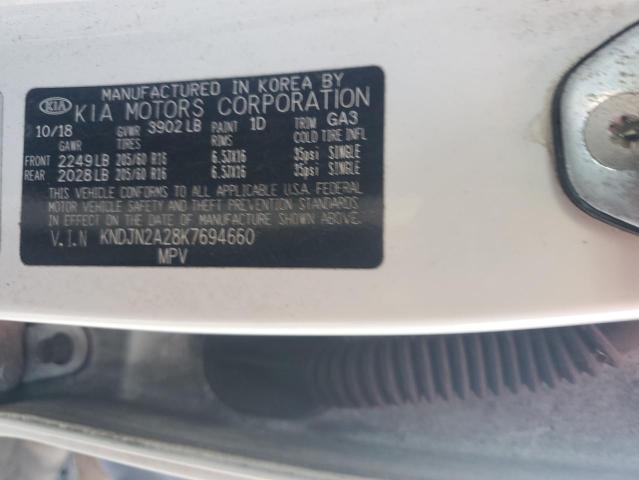 MANUFACTURED IN KOREA BY
KIA KIA MOTORS CORPORATION
10/18 GVWR 3902 LB PAINT 1D TRIM GA3
GAWR TIRES RIMS COLD TIRE INFL
FRONT 2249 LB 205/60 R16 6.5JX16 35psi SINGLE
REAR 2028 LB 205/60 R16 6.5JX16 35psi SINGLE
THIS VEHICLE CONFORMS TO ALL APPLICABLE U.S.A. FEDERAL
MOTOR VEHICLE SAFETY AND THEFT PREVENTION STANDARDS
IN EFFECT ON THE DATE OF MANUFACTURE SHOWN ABOVE.
V.I.N KNDJN2A28K7694660
MPV